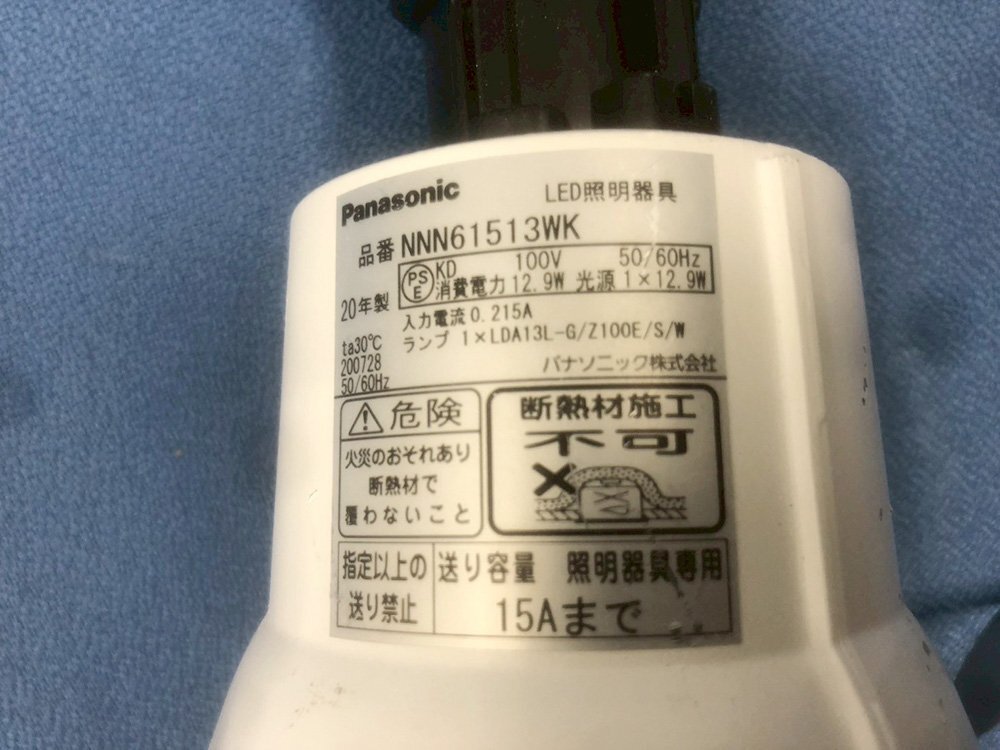 Panasonic LED照明器具
品番 NNN61513WK
PS
E
KD 100V 50/60Hz
消費電力12.9W 光源 1×12.9W
20年製
入力電流0.215A
ランプ 1×LDA13L-G/Z100E/S/W
ta30℃
200728
50/60Hz
パナソニック株式会社
危険
火災のおそれあり
断熱材で
覆わないこと
断熱材施工
不可
指定以上の
送り禁止
送り容量 照明器具専用
15Aまで